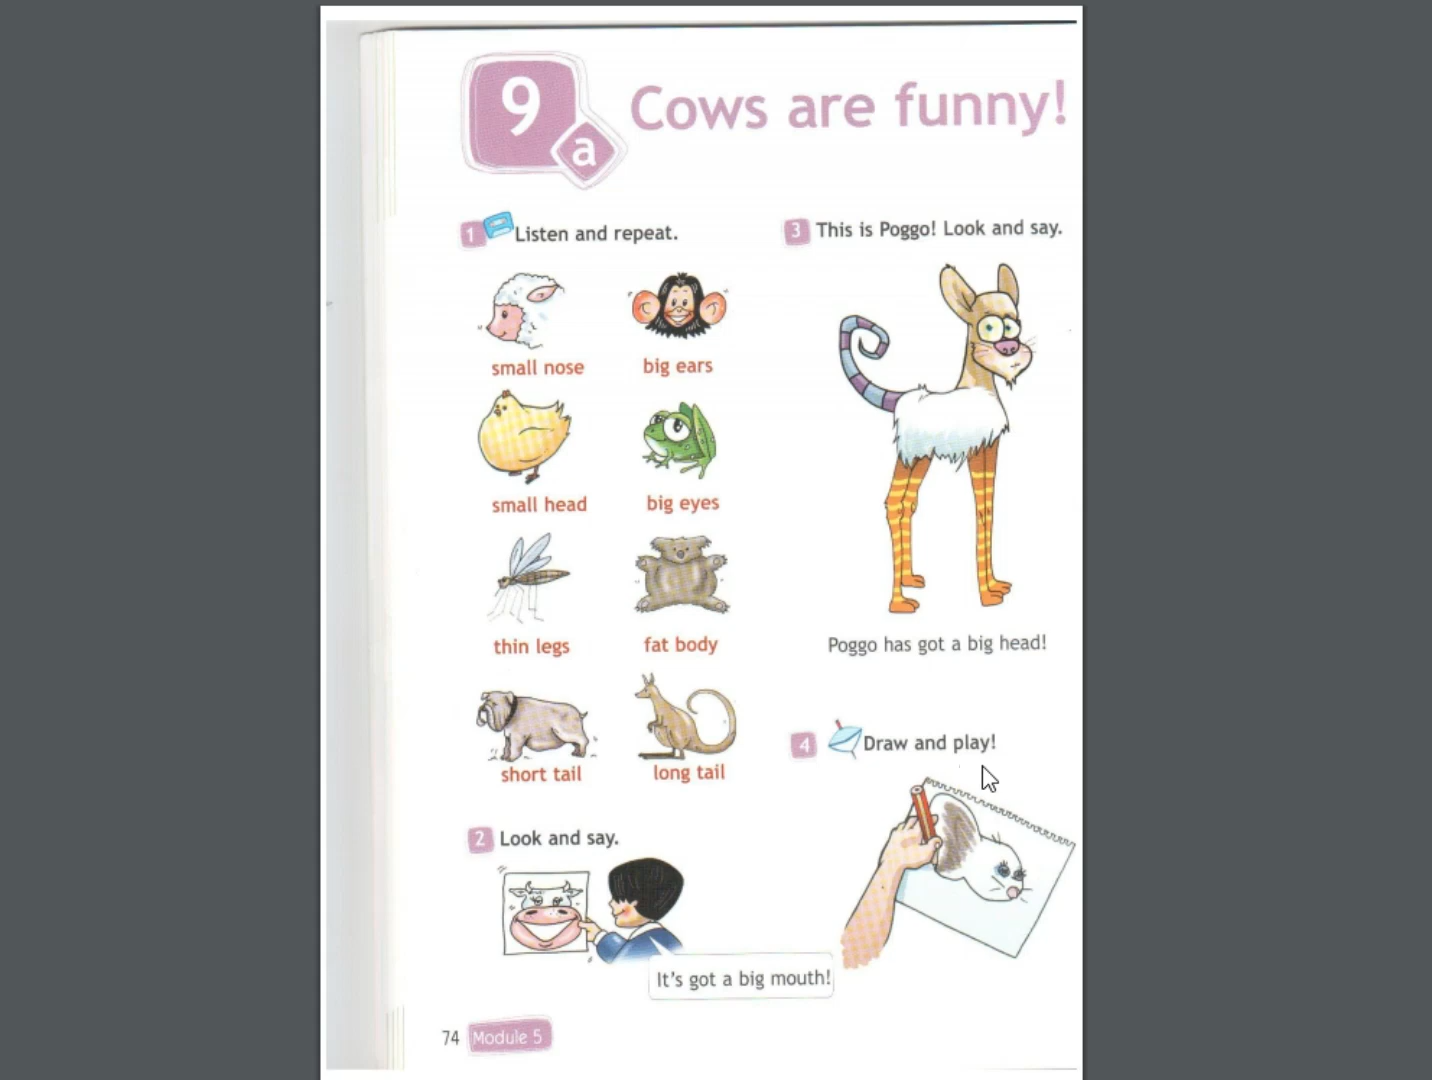 9 a
Cows are funny!
1 Listen and repeat.
small nose
big ears
small head
big eyes
thin legs
fat body
short tail
long tail
2 Look and say.
It's got a big mouth!
3 This is Poggo! Look and say.
Poggo has got a big head!
4 Draw and play!
74 Module 5